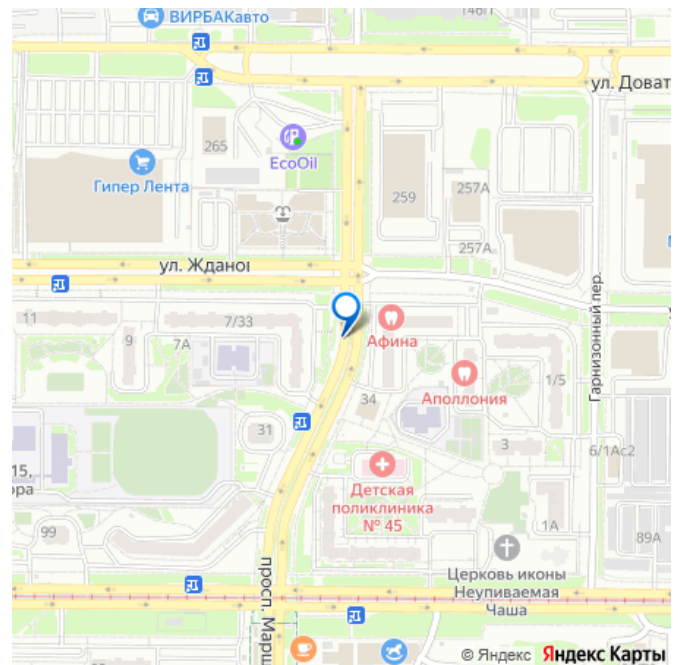 146П
ВИРБАКавто
ул. Доват
265
EcoOil
Гипер Лента
259
257А
257А
ул. Жданог
11
7/33
7А
9
Афина
Аполлония
1/5
Гарнизонный пер.
34
31
3
6/1Ас2
15,
ора
Детская
поликлиника
№ 45
99
1А
89А
Церковь иконы
Неупиваемая
Чаша
просп. Марш
© Яндекс Яндекс Карты